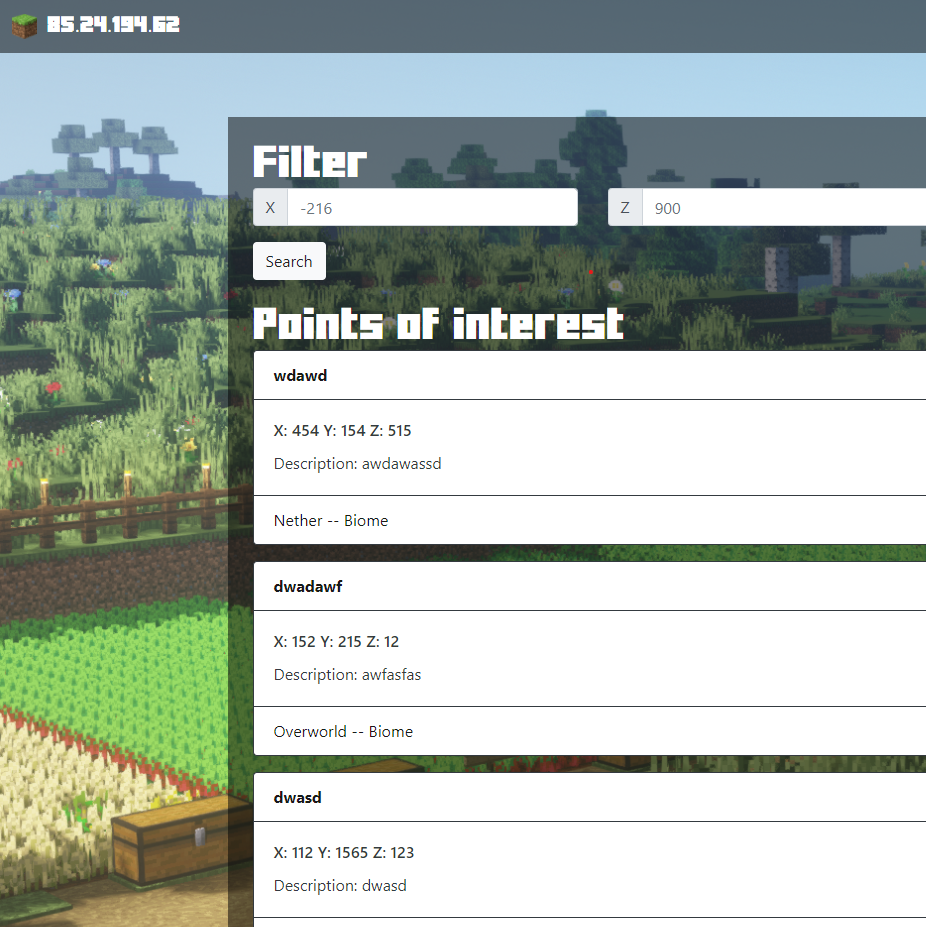 85.24.194.62
Filter
X -216 Z 900
Search
Points of interest
wdawd
X: 454 Y: 154 Z: 515
Description: awdawassd
Nether -- Biome
dwadawf
X: 152 Y: 215 Z: 12
Description: awfasfas
Overworld -- Biome
dwasd
X: 112 Y: 1565 Z: 123
Description: dwasd